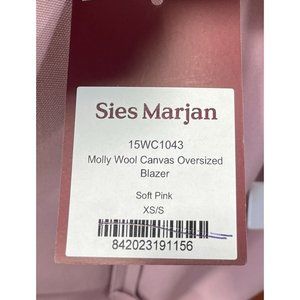 Sies Marjan
15WC1043
Molly Wool Canvas Oversized
Blazer
Soft Pink
XS/S
842023191156